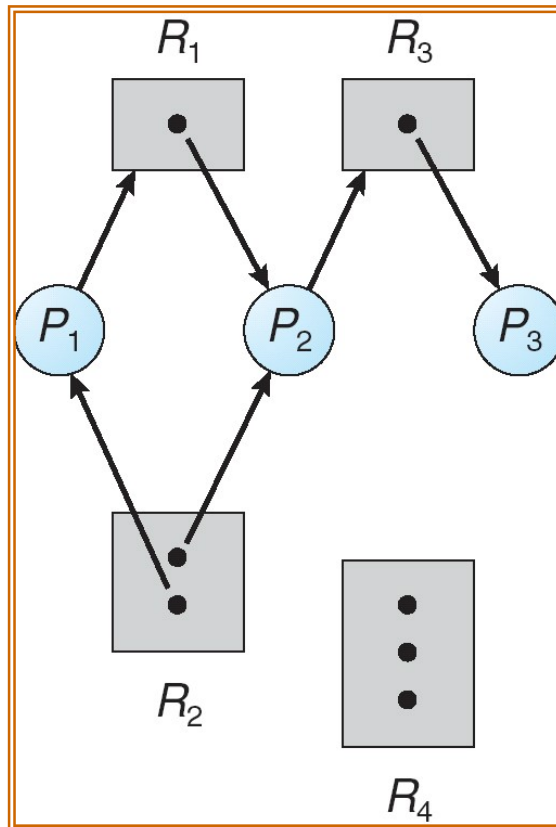 R₁ R₃
P₁ P₂ P₃
R₂
R₄